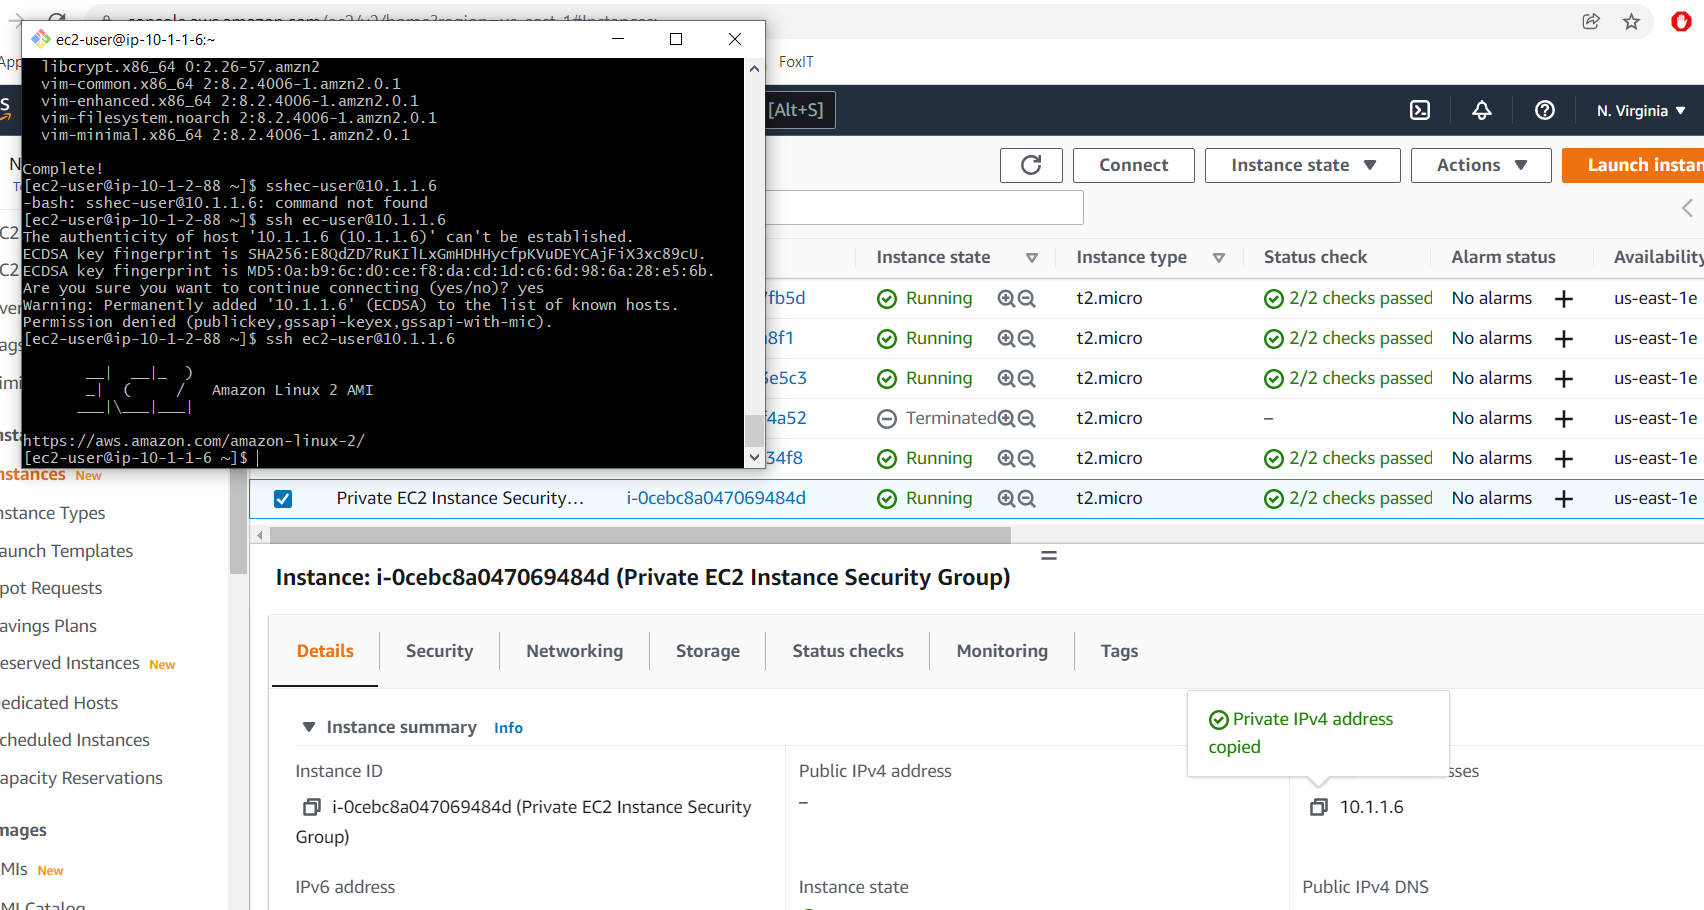 ec2-user@ip-10-1-1-6:~
FoxIT
[Alt+S]
N. Virginia
libcrypt.x86_64 0:2.26-57.amzn2
vim-common.x86_64 2:8.2.4006-1.amzn2.0.1
vim-enhanced.x86_64 2:8.2.4006-1.amzn2.0.1
vim-filesystem.noarch 2:8.2.4006-1.amzn2.0.1
vim-minimal.x86_64 2:8.2.4006-1.amzn2.0.1
Complete!
[ec2-user@ip-10-1-2-88 ~]$ sshec-user@10.1.1.6
-bash: sshec-user@10.1.1.6: command not found
[ec2-user@ip-10-1-2-88 ~]$ ssh ec-user@10.1.1.6
The authenticity of host '10.1.1.6 (10.1.1.6)' can't be established.
ECDSA key fingerprint is SHA256:E8QdZD7RuKIlLxGmHDHHycfpKVuDEYCAjFiX3xc89cU.
ECDSA key fingerprint is MD5:0a:b9:6c:d0:ce:f8:da:cd:1d:c6:6d:98:6a:28:e5:6b.
Are you sure you want to continue connecting (yes/no)? yes
Warning: Permanently added '10.1.1.6' (ECDSA) to the list of known hosts.
Permission denied (publickey,gssapi-keyex,gssapi-with-mic).
[ec2-user@ip-10-1-2-88 ~]$ ssh ec2-user@10.1.1.6
__|  __|_  )
_|  (     /   Amazon Linux 2 AMI
___|\___|___|
https://aws.amazon.com/amazon-linux-2/
[ec2-user@ip-10-1-1-6 ~]$
Connect Instance state Actions Launch instan
Instance state Instance type Status check Alarm status Availability
7fb5d Running t2.micro 2/2 checks passed No alarms + us-east-1e
a8f1 Running t2.micro 2/2 checks passed No alarms + us-east-1e
e5c3 Running t2.micro 2/2 checks passed No alarms + us-east-1e
f4a52 Terminated t2.micro – No alarms + us-east-1e
34f8 Running t2.micro 2/2 checks passed No alarms + us-east-1e
Private EC2 Instance Security... i-0cebc8a047069484d Running t2.micro 2/2 checks passed No alarms + us-east-1e
nstances New
nstance Types
aunch Templates
pot Requests
avings Plans
eserved Instances New
edicated Hosts
cheduled Instances
apacity Reservations
mages
MIs New
MI Catalog
Instance: i-0cebc8a047069484d (Private EC2 Instance Security Group)
Details Security Networking Storage Status checks Monitoring Tags
Private IPv4 address
copied
Instance summary Info
Instance ID
i-0cebc8a047069484d (Private EC2 Instance Security
Group)
Public IPv4 address
–
sses
10.1.1.6
IPv6 address
Instance state
Public IPv4 DNS